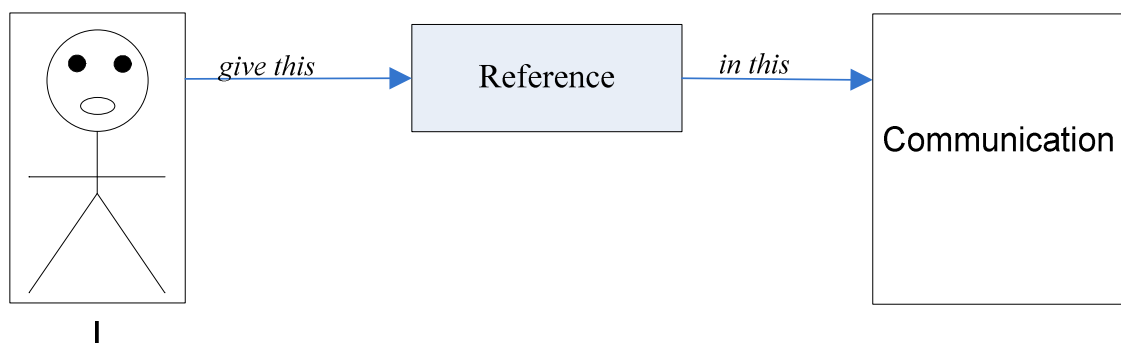 give this
Reference
in this
Communication
I